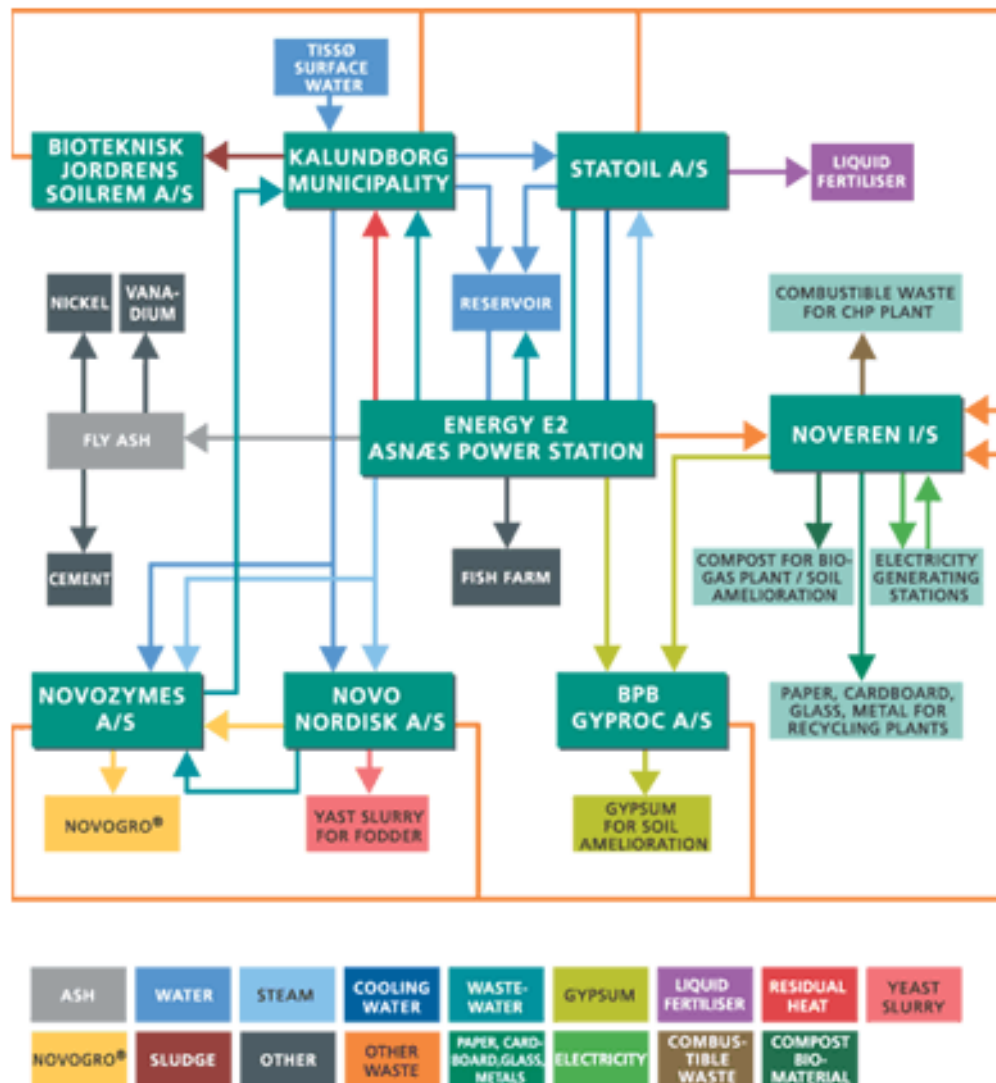 TISSØ
SURFACE
WATER
BIOTEKNISK
JORDRENS
SOILREM A/S
KALUNDBORG
MUNICIPALITY
STATOIL A/S
LIQUID
FERTILISER
NICKEL
VANA-
DIUM
RESERVOIR
COMBUSTIBLE WASTE
FOR CHP PLANT
FLY ASH
ENERGY E2
ASNÆS POWER STATION
NOVEREN I/S
CEMENT
FISH FARM
COMPOST FOR BIO-
GAS PLANT / SOIL
AMELIORATION
ELECTRICITY
GENERATING
STATIONS
NOVOZYMES
A/S
NOVO
NORDISK A/S
BPB
GYPROC A/S
PAPER, CARDBOARD,
GLASS, METAL FOR
RECYCLING PLANTS
NOVOGRO®
YAST SLURRY
FOR FODDER
GYPSUM
FOR SOIL
AMELIORATION
ASH
WATER
STEAM
COOLING
WATER
WASTE-
WATER
GYPSUM
LIQUID
FERTILISER
RESIDUAL
HEAT
YEAST
SLURRY
NOVOGRO®
SLUDGE
OTHER
OTHER
WASTE
PAPER, CARD-
BOARD,GLASS,
METALS
ELECTRICITY
COMBUS-
TIBLE
WASTE
COMPOST
BIO-
MATERIAL